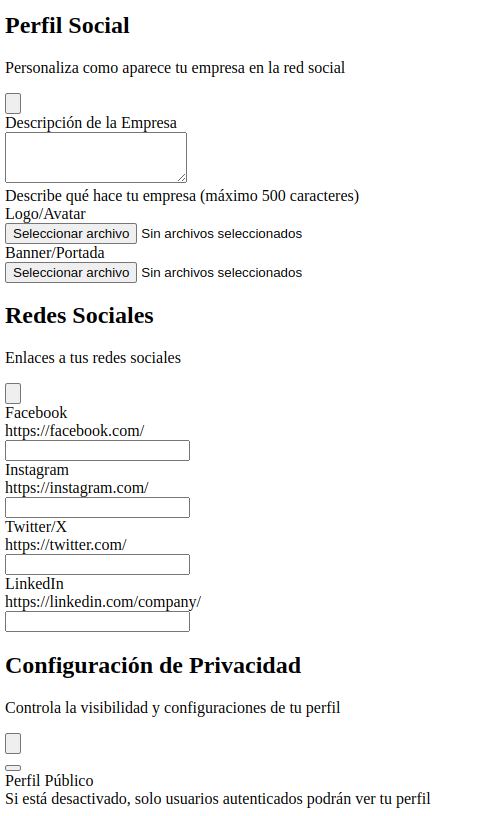 Perfil Social
Personaliza como aparece tu empresa en la red social
Descripción de la Empresa
Describe qué hace tu empresa (máximo 500 caracteres)
Logo/Avatar
Seleccionar archivo Sin archivos seleccionados
Banner/Portada
Seleccionar archivo Sin archivos seleccionados
Redes Sociales
Enlaces a tus redes sociales
Facebook
https://facebook.com/
Instagram
https://instagram.com/
Twitter/X
https://twitter.com/
LinkedIn
https://linkedin.com/company/
Configuración de Privacidad
Controla la visibilidad y configuraciones de tu perfil
Perfil Público
Si está desactivado, solo usuarios autenticados podrán ver tu perfil